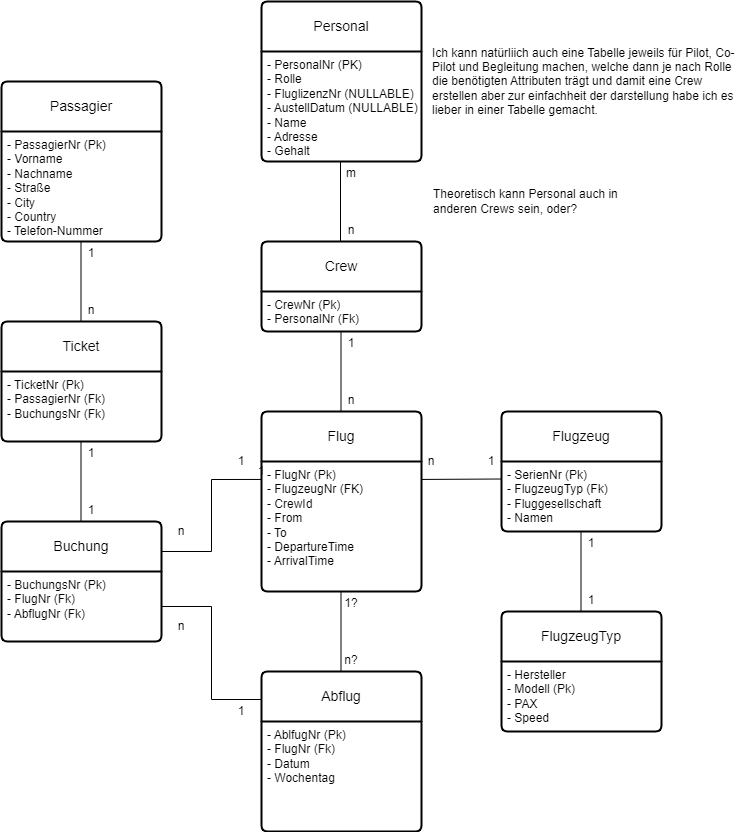 Personal
- PersonalNr (PK)
- Rolle
- FluglizenzNr (NULLABLE)
- AustellDatum (NULLABLE)
- Name
- Adresse
- Gehalt
Ich kann natürliich auch eine Tabelle jeweils für Pilot, Co-
Pilot und Begleitung machen, welche dann je nach Rolle
die benötigten Attributen trägt und damit eine Crew
erstellen aber zur einfachheit der darstellung habe ich es
lieber in einer Tabelle gemacht.
Passagier
- PassagierNr (Pk)
- Vorname
- Nachname
- Straße
- City
- Country
- Telefon-Nummer
m
Theoretisch kann Personal auch in
anderen Crews sein, oder?
n
1
n
Crew
- CrewNr (Pk)
- PersonalNr (Fk)
1
n
Ticket
- TicketNr (Pk)
- PassagierNr (Fk)
- BuchungsNr (Fk)
1
1
Flug
- FlugNr (Pk)
- FlugzeugNr (FK)
- CrewId
- From
- To
- DepartureTime
- ArrivalTime
1
1
n
1
Flugzeug
- SerienNr (Pk)
- FlugzeugTyp (Fk)
- Fluggesellschaft
- Namen
1
1
Buchung
- BuchungsNr (Pk)
- FlugNr (Fk)
- AbflugNr (Fk)
n
n
1
1?
n?
FlugzeugTyp
- Hersteller
- Modell (Pk)
- PAX
- Speed
Abflug
- AblfugNr (Pk)
- FlugNr (Fk)
- Datum
- Wochentag